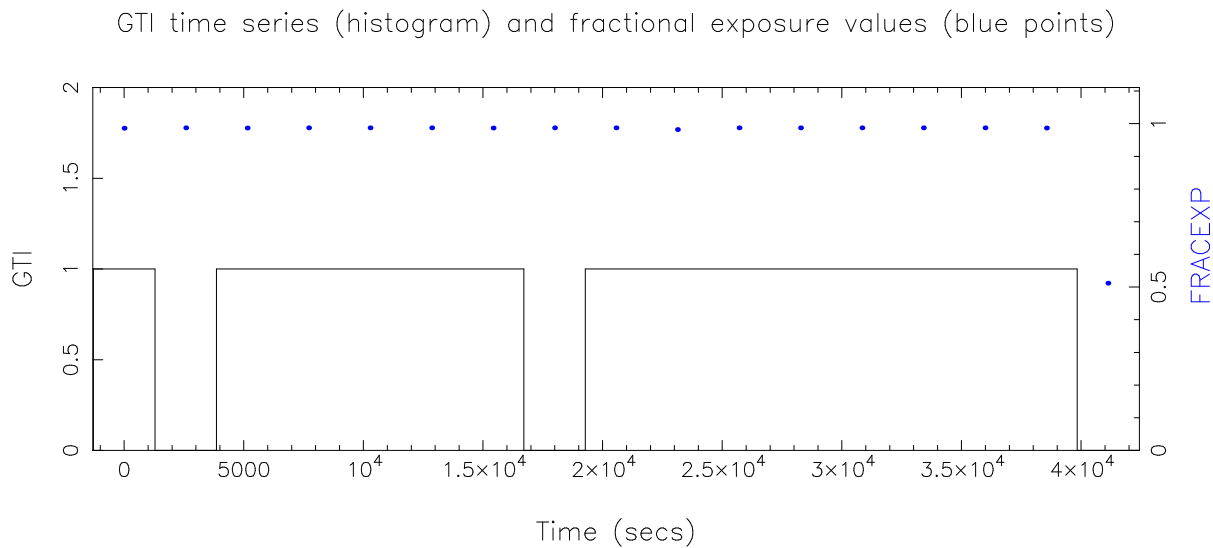 GTI time series (histogram) and fractional exposure values (blue points)
2
1.5
1
0.5
0
GTI
1
0.5
0
FRACEXP
0 5000 10⁴ 1.5×10⁴ 2×10⁴ 2.5×10⁴ 3×10⁴ 3.5×10⁴ 4×10⁴
Time (secs)